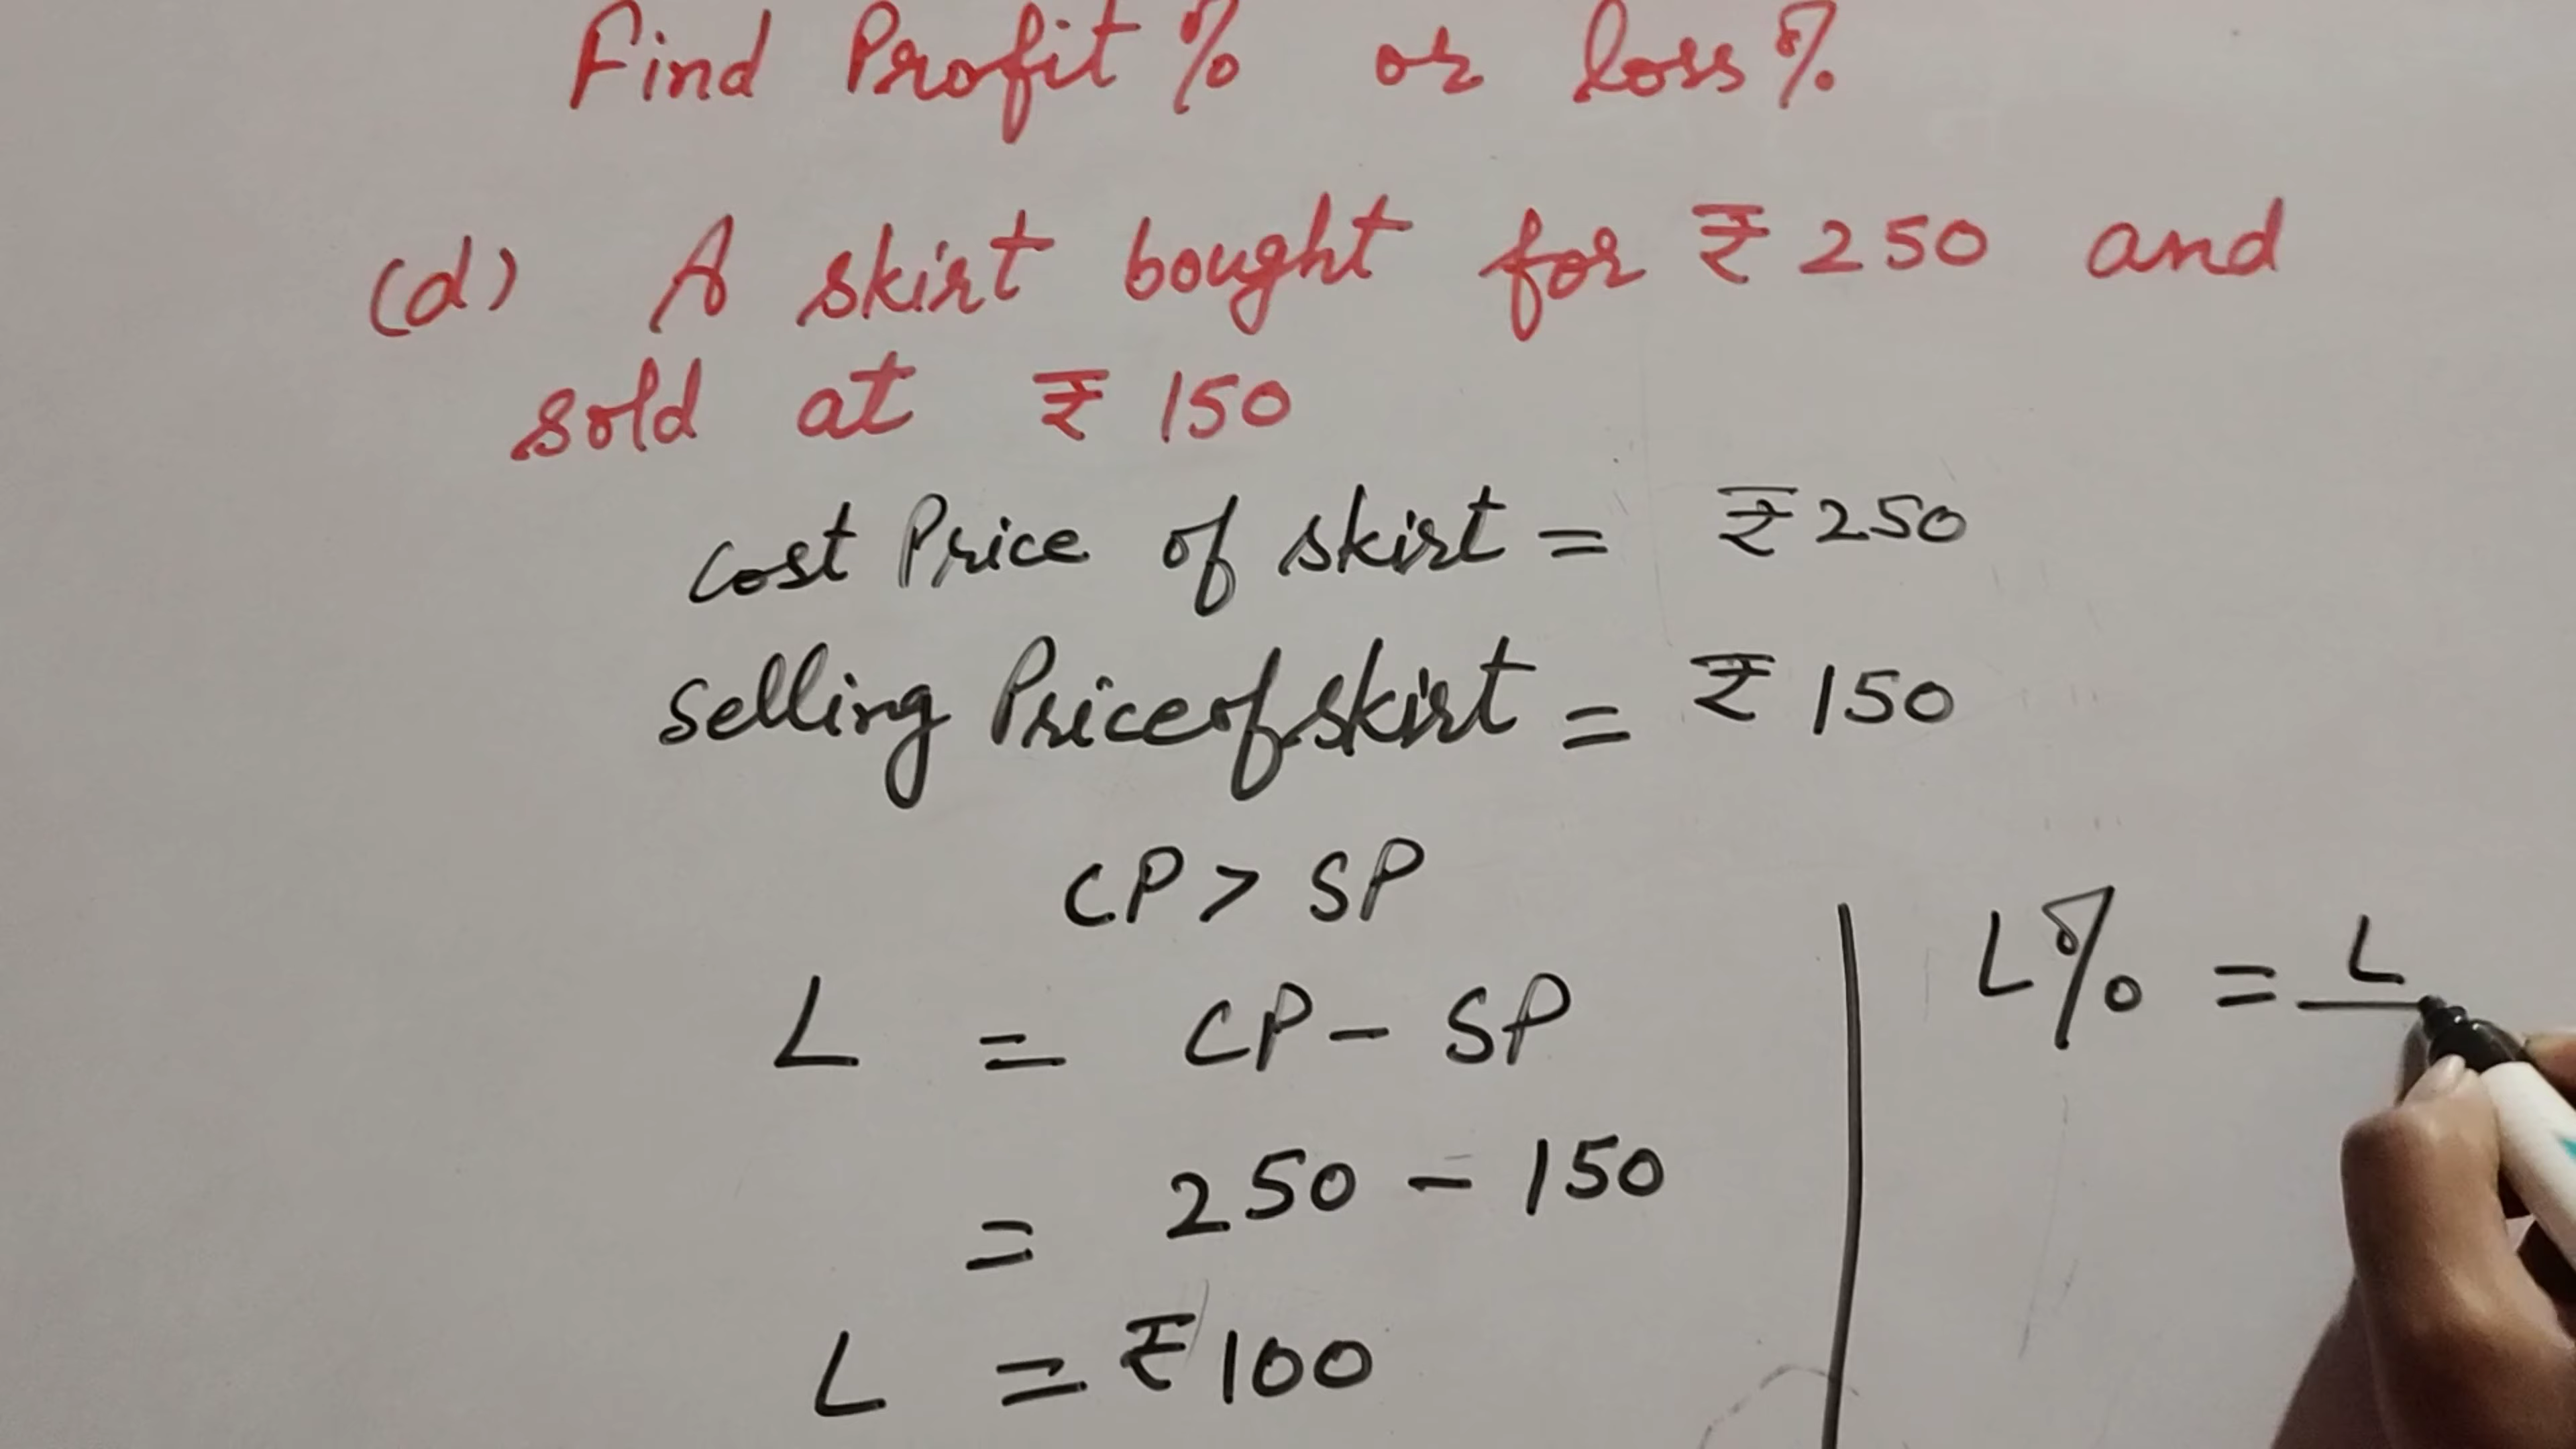 Find Profit % or loss %
(d) A skirt bought for ₹ 250 and
sold at ₹ 150
Cost Price of skirt = ₹ 250
Selling Price of skirt = ₹ 150
CP > SP
L = CP - SP
= 250 - 150
L = ₹ 100
L% = L